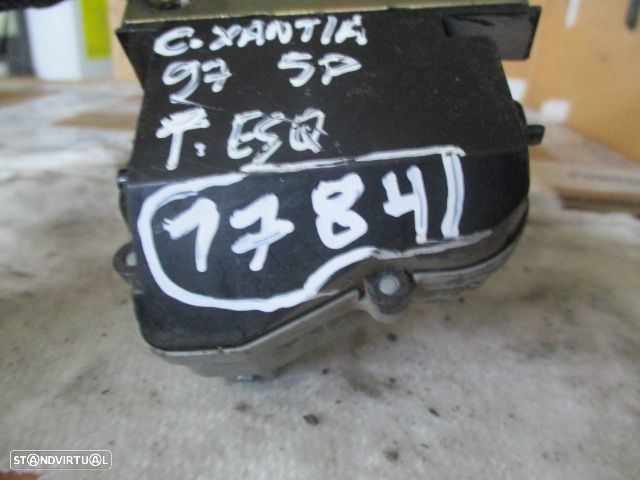 C. XANTIA
97 5P
T. ESQ
1784
STANDVIRTUAL